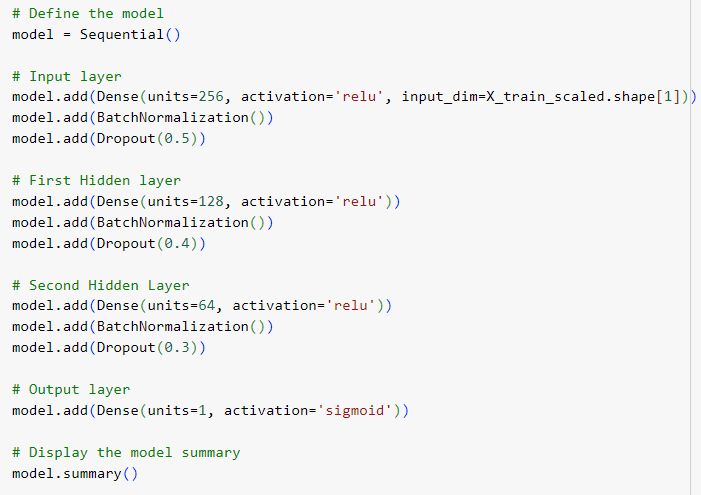 # Define the model
model = Sequential()
# Input layer
model.add(Dense(units=256, activation='relu', input_dim=X_train_scaled.shape[1]))
model.add(BatchNormalization())
model.add(Dropout(0.5))
# First Hidden layer
model.add(Dense(units=128, activation='relu'))
model.add(BatchNormalization())
model.add(Dropout(0.4))
# Second Hidden Layer
model.add(Dense(units=64, activation='relu'))
model.add(BatchNormalization())
model.add(Dropout(0.3))
# Output layer
model.add(Dense(units=1, activation='sigmoid'))
# Display the model summary
model.summary()